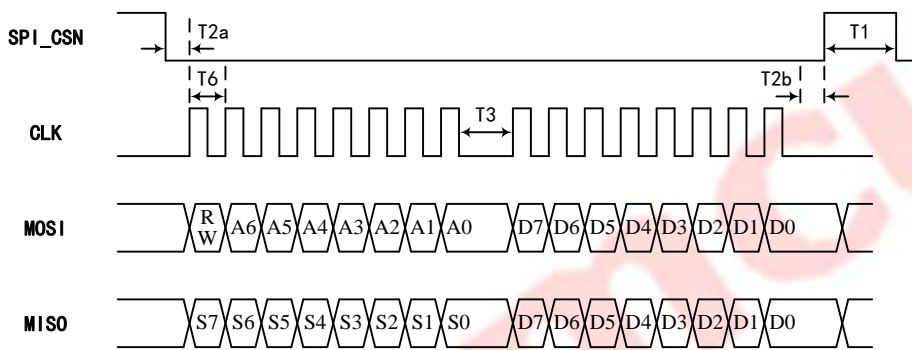 SPI_CSN
T2a
T1
T6
T2b
CLK
T3
MOSI
RW A6 A5 A4 A3 A2 A1 A0 D7 D6 D5 D4 D3 D2 D1 D0
MISO
S7 S6 S5 S4 S3 S2 S1 S0 D7 D6 D5 D4 D3 D2 D1 D0